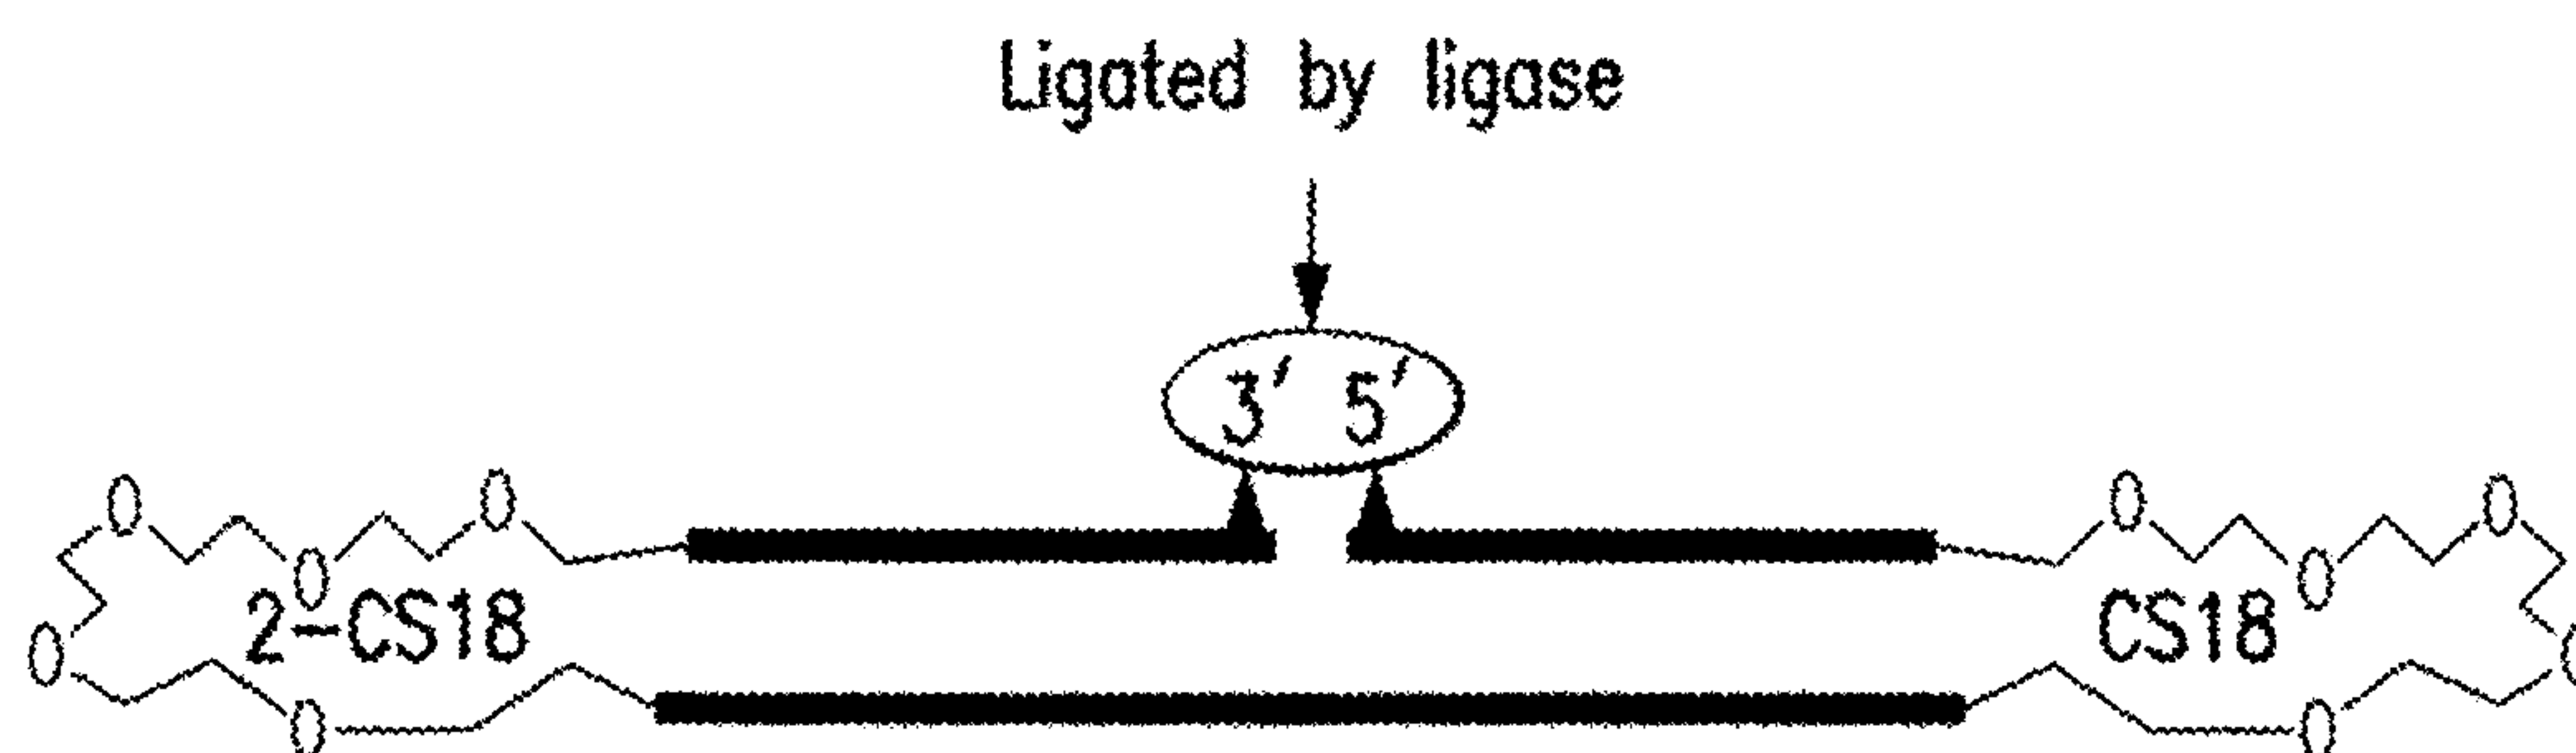 Ligated by ligase
3' 5'
O O O O
O O
2-CS18 CS18
O O
O O